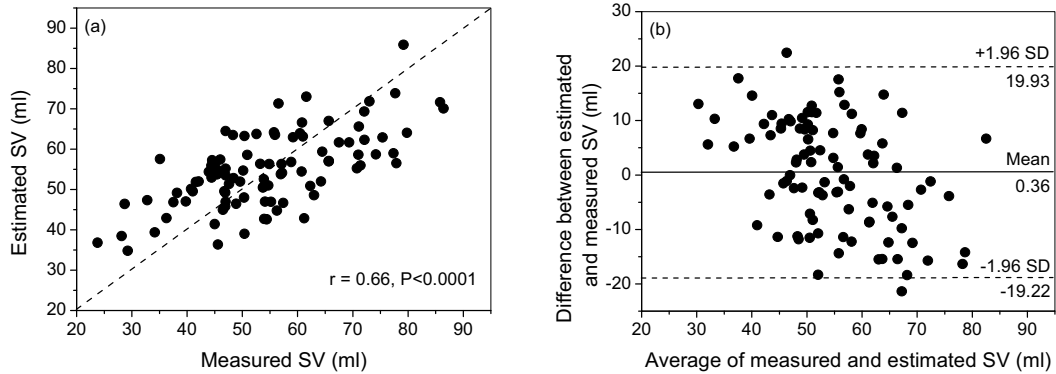 (a)
Estimated SV (ml)
90
80
70
60
50
40
30
20
r = 0.66, P<0.0001
20 30 40 50 60 70 80 90
Measured SV (ml)
(b)
Difference between estimated
and measured SV (ml)
30
20
10
0
-10
-20
+1.96 SD
19.93
Mean
0.36
-1.96 SD
-19.22
20 30 40 50 60 70 80 90
Average of measured and estimated SV (ml)